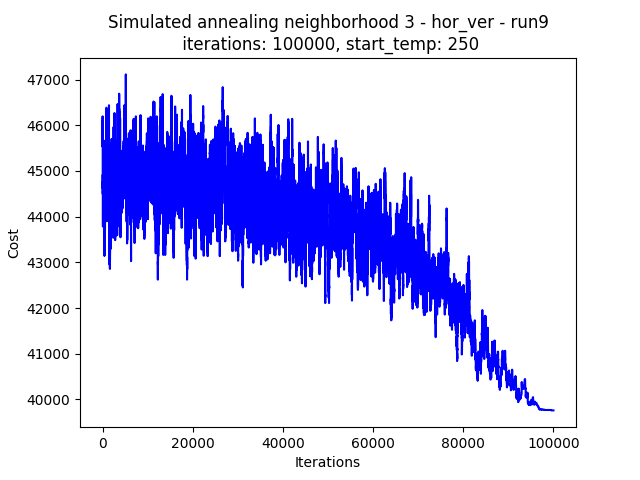 Simulated annealing neighborhood 3 - hor_ver - run9
iterations: 100000, start_temp: 250
47000
46000
45000
44000
43000
42000
41000
40000
Cost
0 20000 40000 60000 80000 100000
Iterations